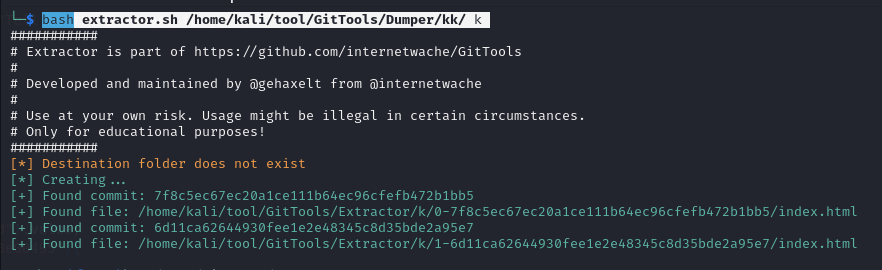 └─$ bash extractor.sh /home/kali/tool/GitTools/Dumper/kk/ k
###########
# Extractor is part of https://github.com/internetwache/GitTools
#
# Developed and maintained by @gehaxelt from @internetwache
#
# Use at your own risk. Usage might be illegal in certain circumstances.
# Only for educational purposes!
###########
[*] Destination folder does not exist
[*] Creating...
[+] Found commit: 7f8c5ec67ec20a1ce111b64ec96cfefb472b1bb5
[+] Found file: /home/kali/tool/GitTools/Extractor/k/0-7f8c5ec67ec20a1ce111b64ec96cfefb472b1bb5/index.html
[+] Found commit: 6d11ca62644930fee1e2e48345c8d35bde2a95e7
[+] Found file: /home/kali/tool/GitTools/Extractor/k/1-6d11ca62644930fee1e2e48345c8d35bde2a95e7/index.html